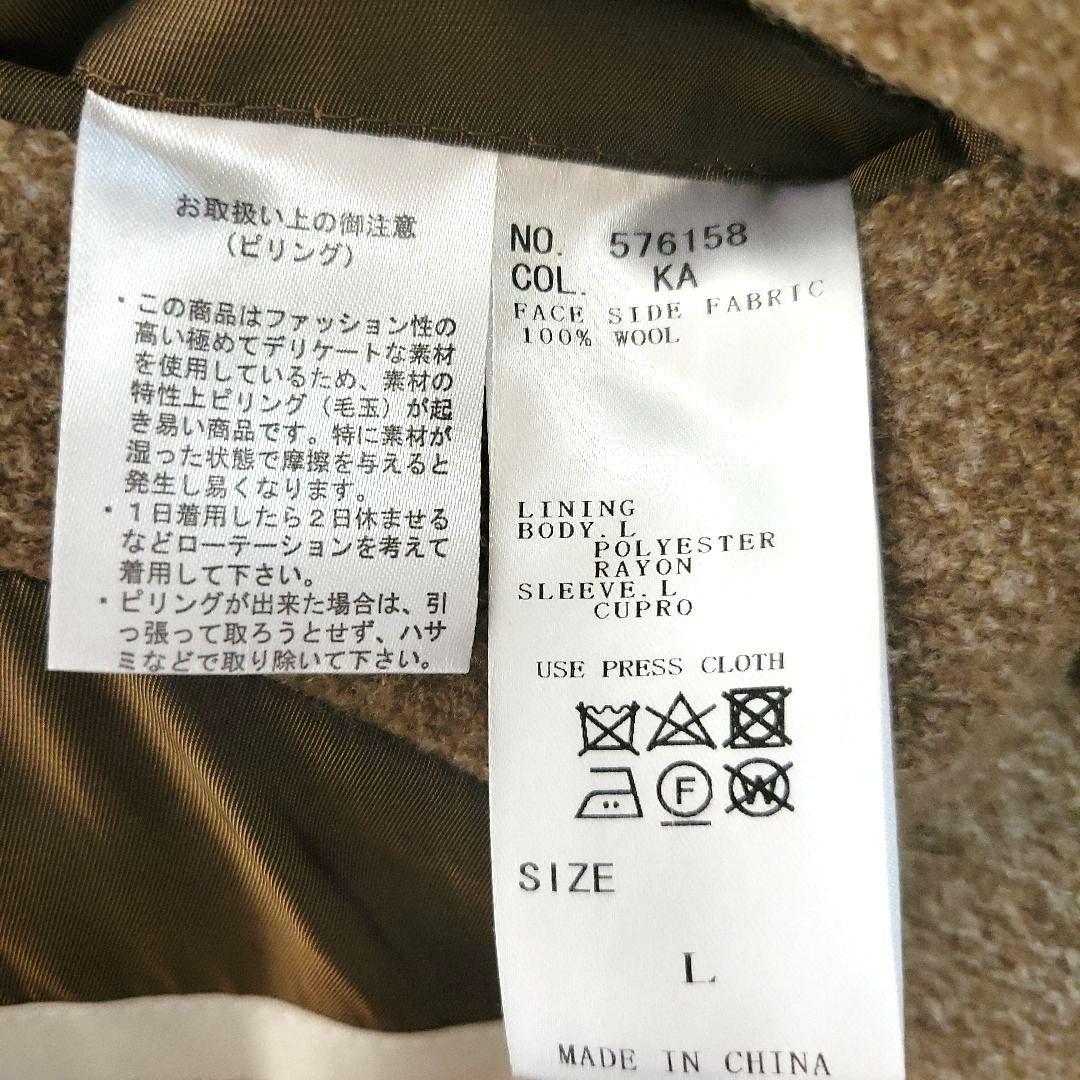 お取扱い上の御注意
(ピリング)
・この商品はファッション性の
高い極めてデリケートな素材
を使用しているため、素材の
特性上ピリング(毛玉)が起
き易い商品です。特に素材が
湿った状態で摩擦を与えると
発生し易くなります。
・1日着用したら2日休ませる
などローテーションを考えて
着用して下さい。
・ピリングが出来た場合は、引
っ張って取ろうとせず、ハサ
ミなどで取り除いて下さい。
NO. 576158
COL. KA
FACE SIDE FABRIC
100% WOOL
LINING
BODY.L
POLYESTER
RAYON
SLEEVE.L
CUPRO
USE PRESS CLOTH
F W
SIZE
L
MADE IN CHINA